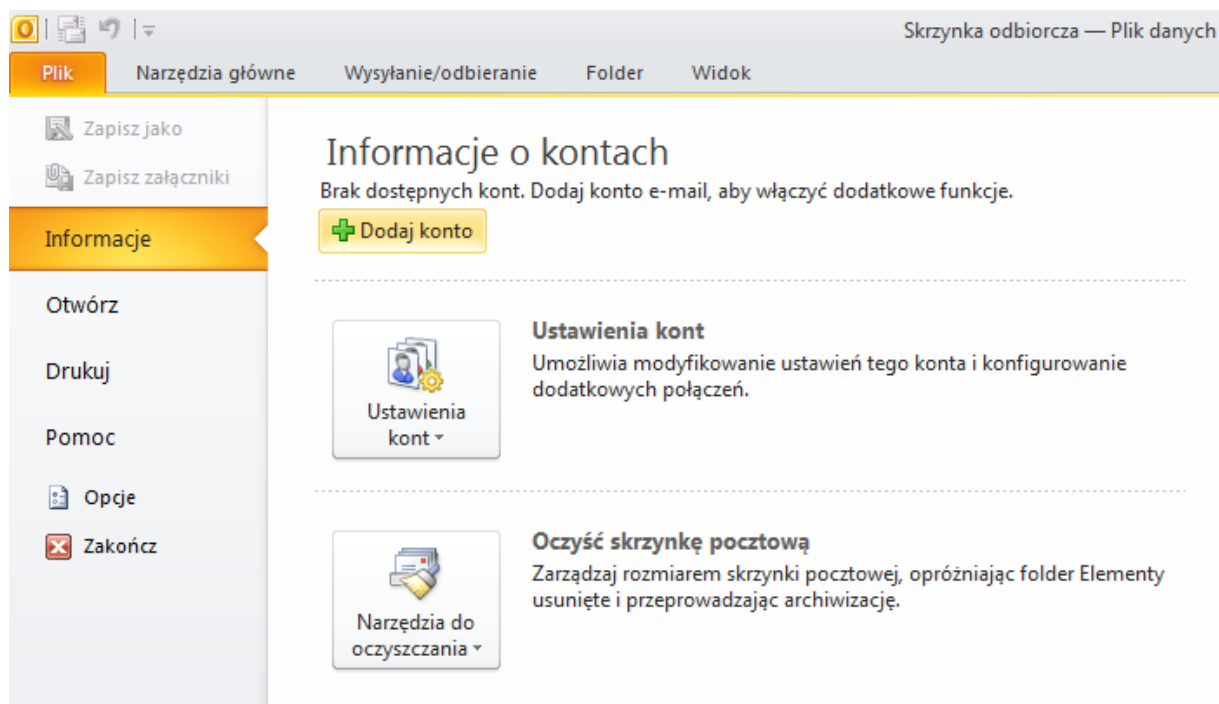 Skrzynka odbiorcza — Plik danych
Plik Narzędzia główne Wysyłanie/odbieranie Folder Widok
Zapisz jako
Zapisz załączniki
Informacje
Otwórz
Drukuj
Pomoc
Opcje
Zakończ
Informacje o kontach
Brak dostępnych kont. Dodaj konto e-mail, aby włączyć dodatkowe funkcje.
Dodaj konto
Ustawienia
kont
Ustawienia kont
Umożliwia modyfikowanie ustawień tego konta i konfigurowanie
dodatkowych połączeń.
Narzędzia do
oczyszczania
Oczyść skrzynkę pocztową
Zarządzaj rozmiarem skrzynki pocztowej, opróżniając folder Elementy
usunięte i przeprowadzając archiwizację.